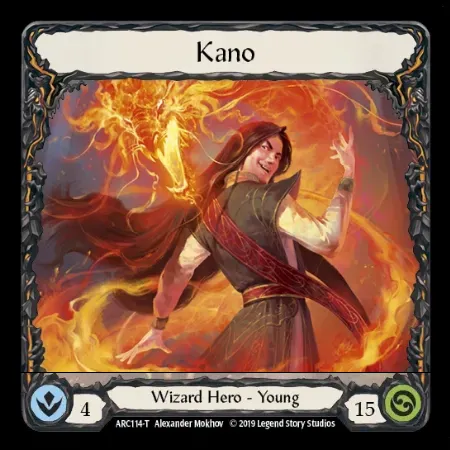 Kano
4
Wizard Hero - Young
15
ARC114-T Alexander Mokhov © 2019 Legend Story Studios